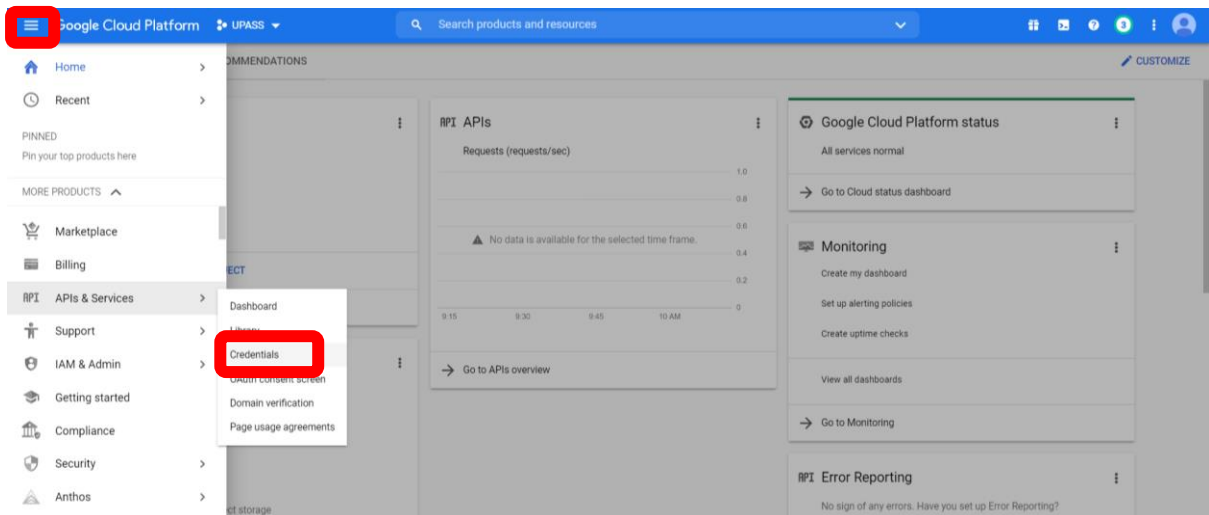 Google Cloud Platform UPASS Search products and resources 3
Home
OMMENDATIONS
CUSTOMIZE
Recent
PINNED
Pin your top products here
MORE PRODUCTS
Marketplace
Billing
ECT
API APIs & Services
Support
IAM & Admin
Getting started
Compliance
Security
Anthos
ct storage
Dashboard
Library
Credentials
OAuth consent screen
Domain verification
Page usage agreements
API APIs
Requests (requests/sec)
1.0
0.8
0.6
No data is available for the selected time frame.
0.4
0.2
0
9:15 9:30 9:45 10 AM
Go to APIs overview
Google Cloud Platform status
All services normal
Go to Cloud status dashboard
Monitoring
Create my dashboard
Set up alerting policies
Create uptime checks
View all dashboards
Go to Monitoring
API Error Reporting
No sign of any errors. Have you set up Error Reporting?